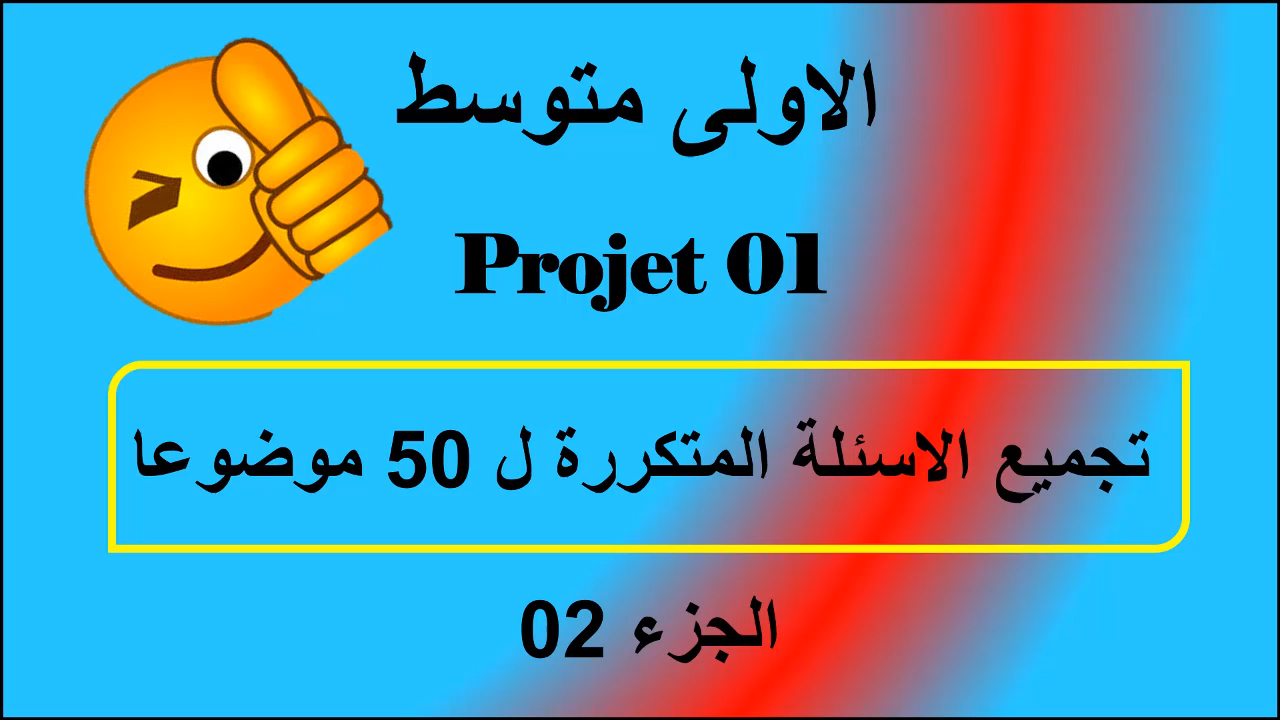 الاولى متوسط
Projet 01
تجميع الاسئلة المتكررة ل 50 موضوعا
الجزء 02